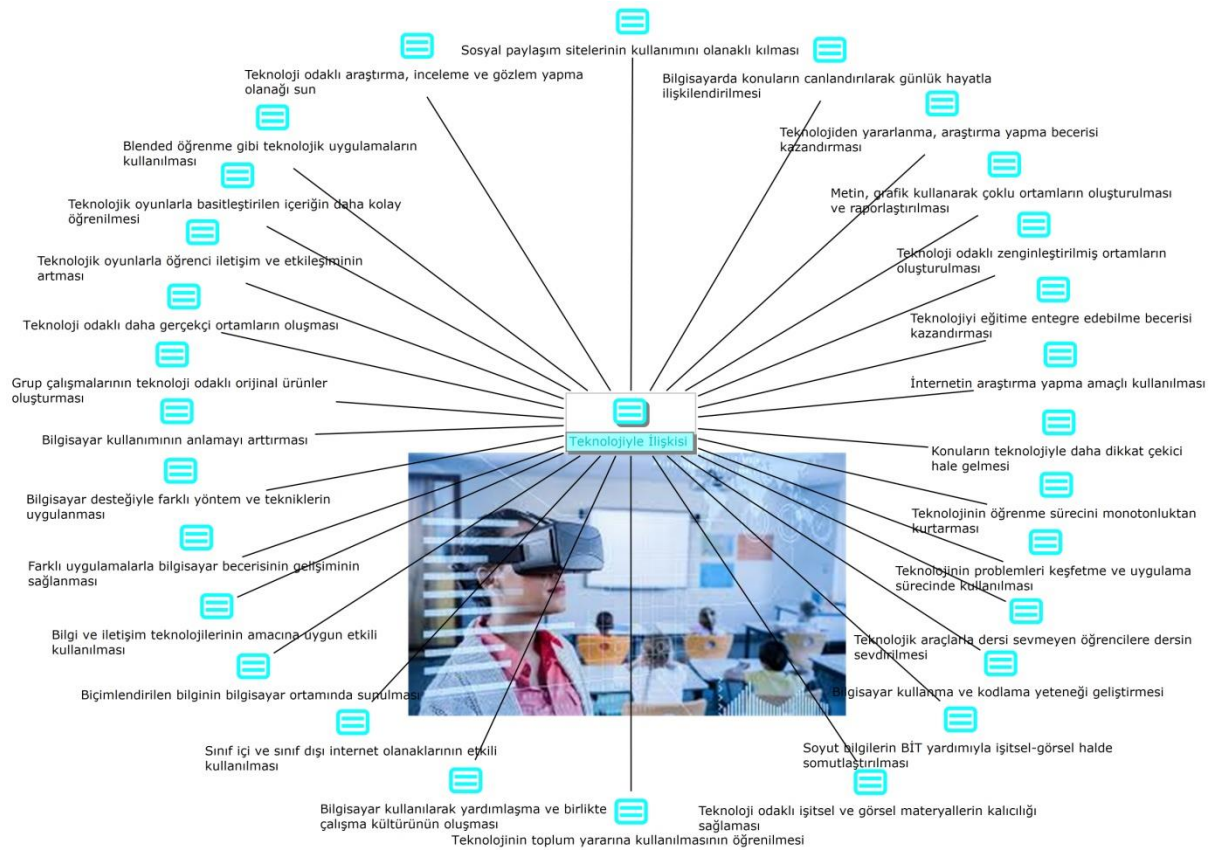 Sosyal paylaşım sitelerinin kullanımını olanaklı kılması
Teknoloji odaklı araştırma, inceleme ve gözlem yapma
olanağı sun
Bilgisayarda konuların canlandırılarak günlük hayatla
ilişkilendirilmesi
Blended öğrenme gibi teknolojik uygulamaların
kullanılması
Teknolojiden yararlanma, araştırma yapma becerisi
kazandırması
Teknolojik oyunlarla basitleştirilen içeriğin daha kolay
öğrenilmesi
Metin, grafik kullanarak çoklu ortamların oluşturulması
ve raporlaştırılması
Teknolojik oyunlarla öğrenci iletişim ve etkileşiminin
artması
Teknoloji odaklı zenginleştirilmiş ortamların
oluşturulması
Teknoloji odaklı daha gerçekçi ortamların oluşması
Teknolojiyi eğitime entegre edebilme becerisi
kazandırması
Grup çalışmalarının teknoloji odaklı orijinal ürünler
oluşturması
İnternetin araştırma yapma amaçlı kullanılması
Bilgisayar kullanımının anlamayı arttırması
Teknolojiyle İlişkisi
Konuların teknolojiyle daha dikkat çekici
hale gelmesi
Bilgisayar desteğiyle farklı yöntem ve tekniklerin
uygulanması
Teknolojinin öğrenme sürecini monotonluktan
kurtarması
Farklı uygulamalarla bilgisayar becerisinin gelişiminin
sağlanması
Teknolojinin problemleri keşfetme ve uygulama
sürecinde kullanılması
Bilgi ve iletişim teknolojilerinin amacına uygun etkili
kullanılması
Teknolojik araçlarla dersi sevmeyen öğrencilere dersin
sevdirilmesi
Biçimlendirilen bilginin bilgisayar ortamında sunulması
Bilgisayar kullanma ve kodlama yeteneği geliştirmesi
Sınıf içi ve sınıf dışı internet olanaklarının etkili
kullanılması
Soyut bilgilerin BİT yardımıyla işitsel-görsel halde
somutlaştırılması
Bilgisayar kullanılarak yardımlaşma ve birlikte
çalışma kültürünün oluşması
Teknoloji odaklı işitsel ve görsel materyallerin kalıcılığı
sağlaması
Teknolojinin toplum yararına kullanılmasının öğrenilmesi